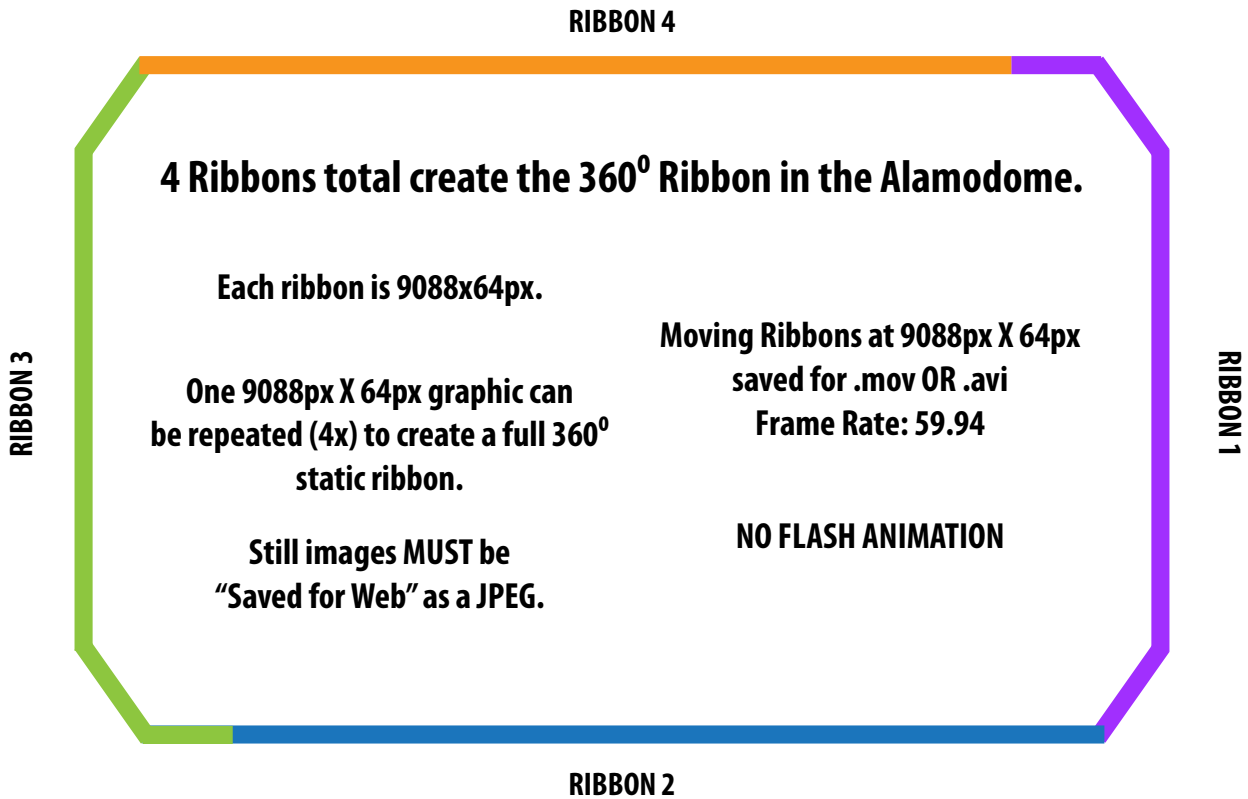 RIBBON 4
4 Ribbons total create the 360⁰ Ribbon in the Alamodome.
Each ribbon is 9088x64px.
One 9088px X 64px graphic can
be repeated (4x) to create a full 360⁰
static ribbon.
Still images MUST be
“Saved for Web” as a JPEG.
Moving Ribbons at 9088px X 64px
saved for .mov OR .avi
Frame Rate: 59.94
NO FLASH ANIMATION
RIBBON 3
RIBBON 1
RIBBON 2